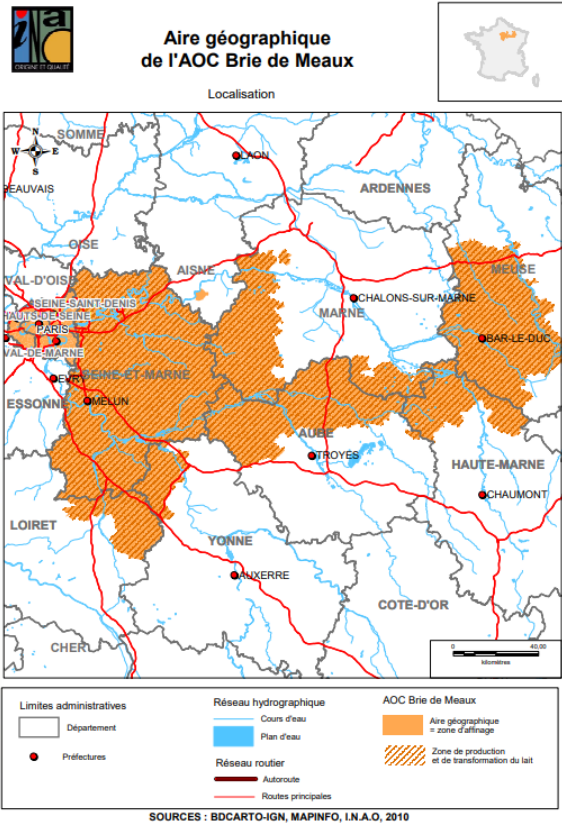 inao
ORIGINE ET QUALITÉ
Aire géographique
de l'AOC Brie de Meaux
Localisation
N
W E
S
SOMME
LAON
BEAUVAIS
ARDENNES
OISE
AISNE
MEUSE
VAL-D'OISE
SEINE-SAINT-DENIS
CHALONS-SUR-MARNE
HAUTS DE SEINE
MARNE
PARIS
BAR-LE-DUC
VAL-DE-MARNE
SEINE-ET-MARNE
EVRY
ESSONNE
MELUN
AUBE
TROYES
HAUTE-MARNE
CHAUMONT
LOIRET
YONNE
AUXERRE
COTE-D'OR
CHER
0 40,00
kilomètres
Limites administratives
Département
Préfectures
Réseau hydrographique
Cours d'eau
Plan d'eau
Réseau routier
Autoroute
Routes principales
AOC Brie de Meaux
Aire géographique
= zone d'affinage
Zone de production
et de transformation du lait
SOURCES : BDCARTO-IGN, MAPINFO, I.N.A.O, 2010